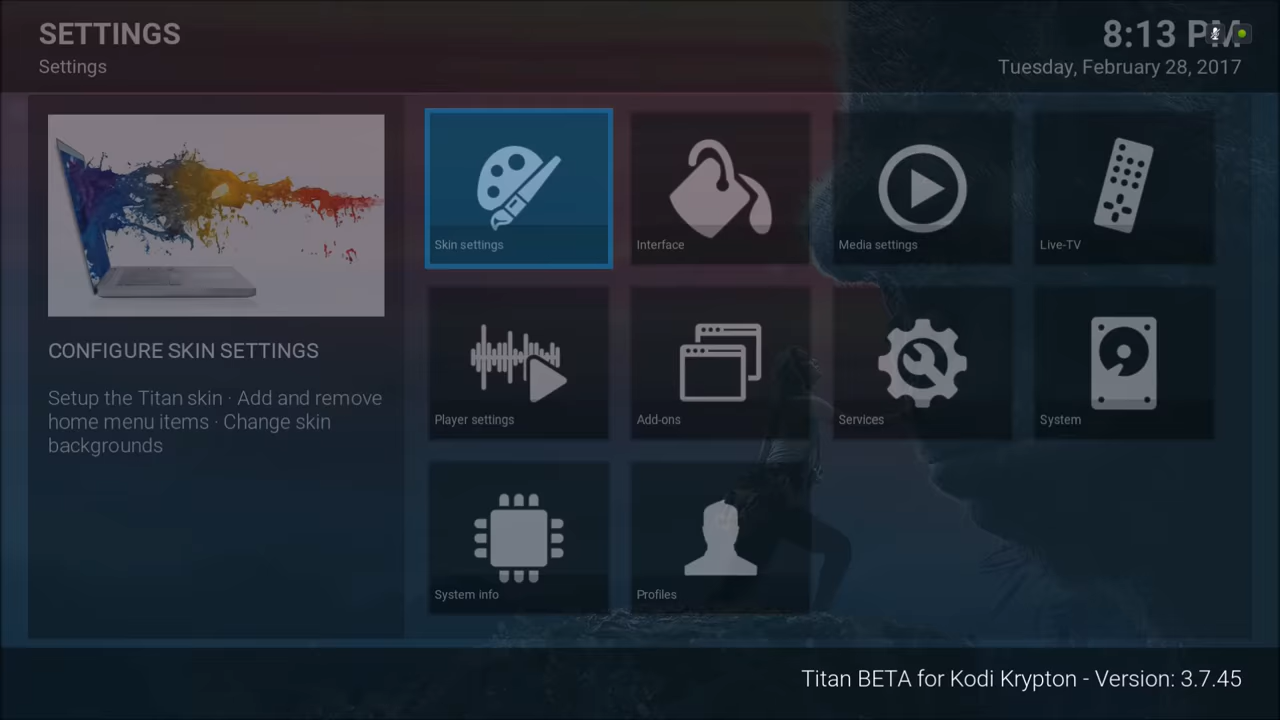 SETTINGS
Settings
8:13 PM
Tuesday, February 28, 2017
CONFIGURE SKIN SETTINGS
Setup the Titan skin · Add and remove
home menu items · Change skin
backgrounds
Skin settings
Interface
Media settings
Live-TV
Player settings
Add-ons
Services
System
System info
Profiles
Titan BETA for Kodi Krypton - Version: 3.7.45